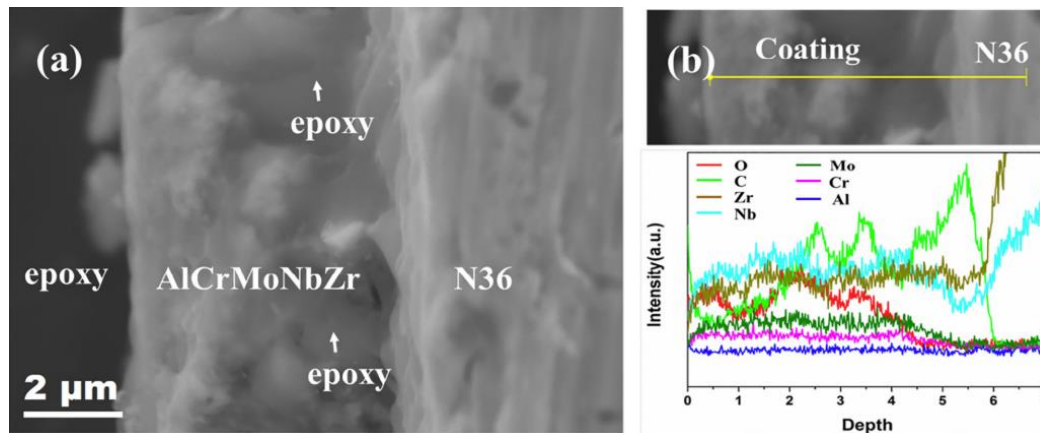 (a)
epoxy
epoxy
AlCrMoNbZr
N36
epoxy
2 μm
(b)
Coating
N36
O
C
Zr
Nb
Mo
Cr
Al
Intensity(a.u.)
0 1 2 3 4 5 6
Depth